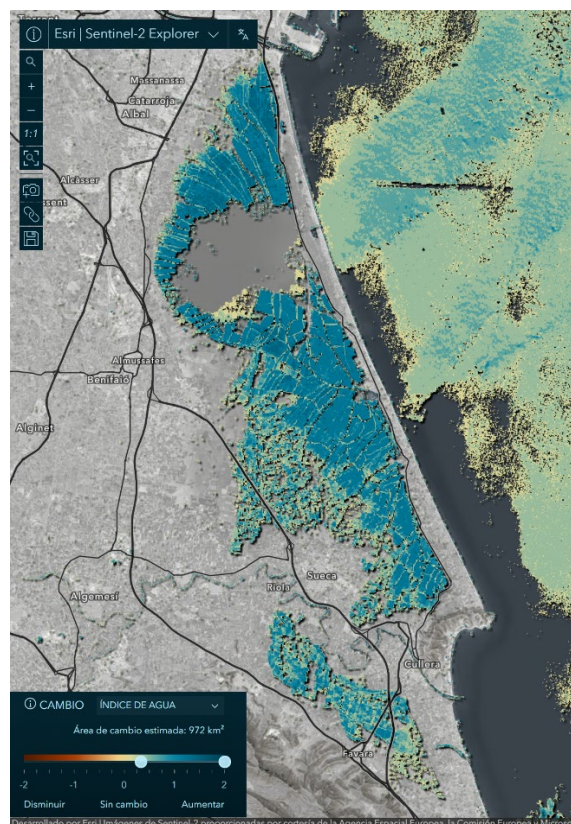 Torrent
Esri | Sentinel-2 Explorer
Massanassa
Catarroja
Albal
1:1
Alcàsser
Almussafes
Benifaió
Alginet
Sueca
Riola
Algemesí
Cullera
CAMBIO ÍNDICE DE AGUA
Área de cambio estimada: 972 km²
-2 -1 0 1 2
Disminuir Sin cambio Aumentar
Favara
Desarrollado por Esri | Imágenes de Sentinel-2 proporcionadas por cortesía de la Agencia Espacial Europea, la Comisión Europea y Microso